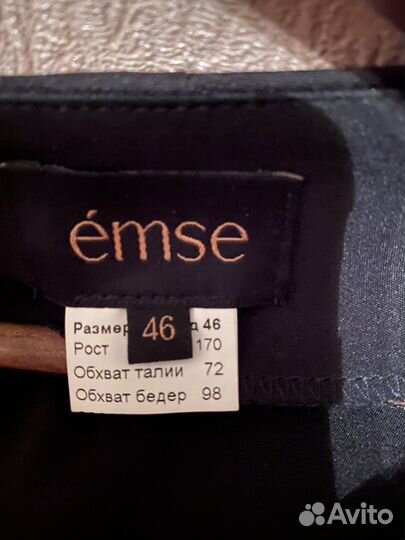 émse
46
Размер 46
Рост 170
Обхват талии 72
Обхват бедер 98
Avito